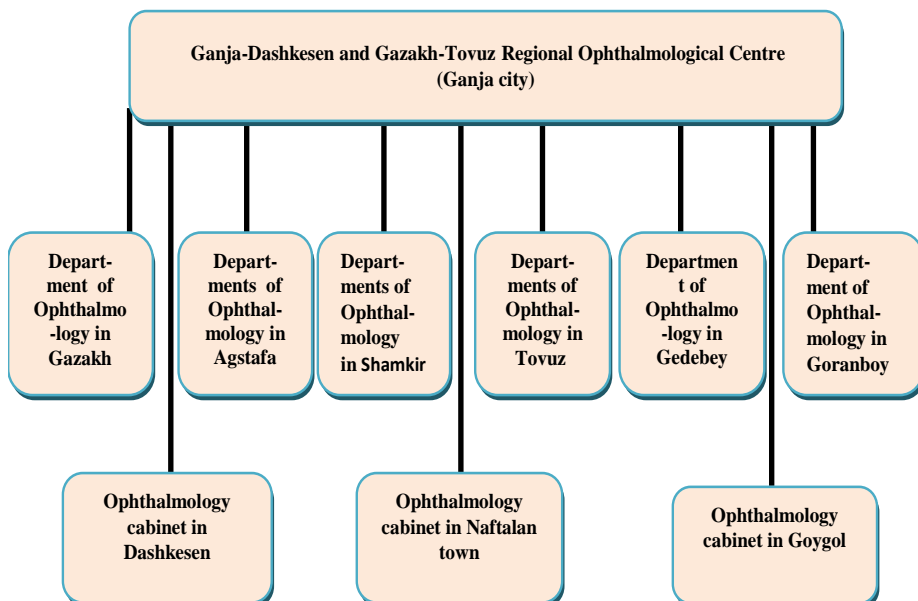 Ganja-Dashkesen and Gazakh-Tovuz Regional Ophthalmological Centre
(Ganja city)
Depart-
ment of
Ophthalmo
-logy in
Gazakh
Depart-
ments of
Ophthal-
mology in
Agstafa
Depart-
ments of
Ophthal-
mology
in Shamkir
Depart-
ments of
Ophthal-
mology in
Tovuz
Departmen
t of
Ophthalmo
-logy in
Gedebey
Depart-
ment of
Ophthal-
mology in
Goranboy
Ophthalmology
cabinet in
Dashkesen
Ophthalmology
cabinet in Naftalan
town
Ophthalmology
cabinet in Goygol